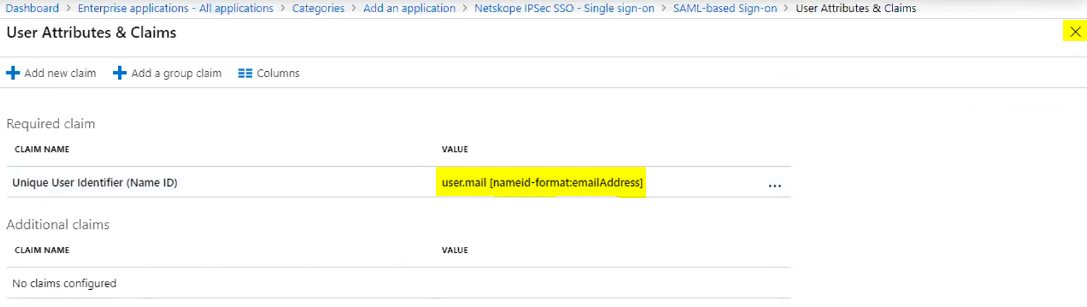 Dashboard > Enterprise applications - All applications > Categories > Add an application > Netskope IPSec SSO - Single sign-on > SAML-based Sign-on > User Attributes & Claims
User Attributes & Claims
Add new claim Add a group claim Columns
Required claim
CLAIM NAME VALUE
Unique User Identifier (Name ID) user.mail [nameid-format:emailAddress] ...
Additional claims
CLAIM NAME VALUE
No claims configured